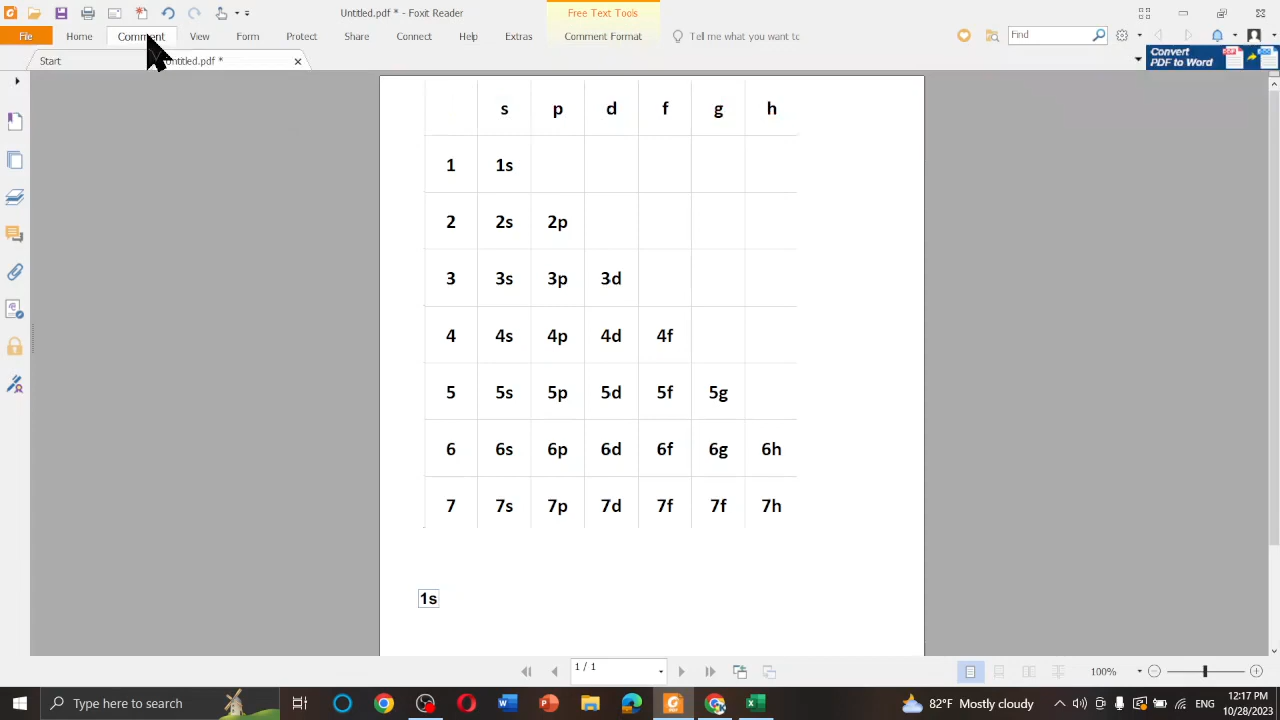 Untitled.pdf * - Foxit Reader
Free Text Tools
File Home Comment View Form Protect Share Connect Help Extras Comment Format Tell me what you want to Find
Start
Untitled.pdf *
Convert
PDF to Word
s p d f g h
1 1s
2 2s 2p
3 3s 3p 3d
4 4s 4p 4d 4f
5 5s 5p 5d 5f 5g
6 6s 6p 6d 6f 6g 6h
7 7s 7p 7d 7f 7f 7h
1s
1 / 1
100%
Type here to search
82°F Mostly cloudy
ENG
12:17 PM
10/28/2023